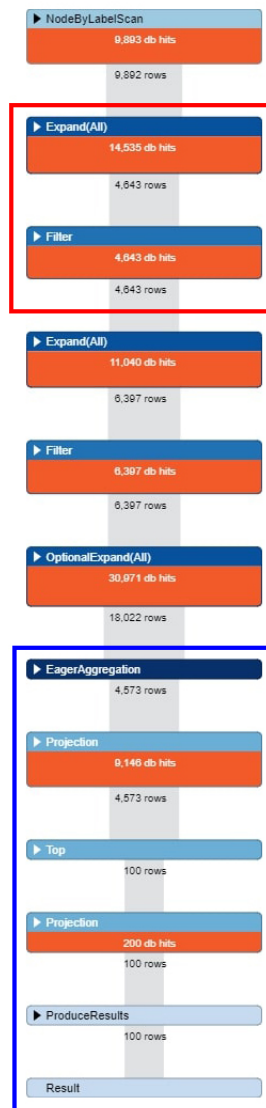 NodeByLabelScan
9,893 db hits
9,892 rows
Expand(All)
14,535 db hits
4,643 rows
Filter
4,643 db hits
4,643 rows
Expand(All)
11,040 db hits
6,397 rows
Filter
6,397 db hits
6,397 rows
OptionalExpand(All)
30,971 db hits
18,022 rows
EagerAggregation
4,573 rows
Projection
9,146 db hits
4,573 rows
Top
100 rows
Projection
200 db hits
100 rows
ProduceResults
100 rows
Result